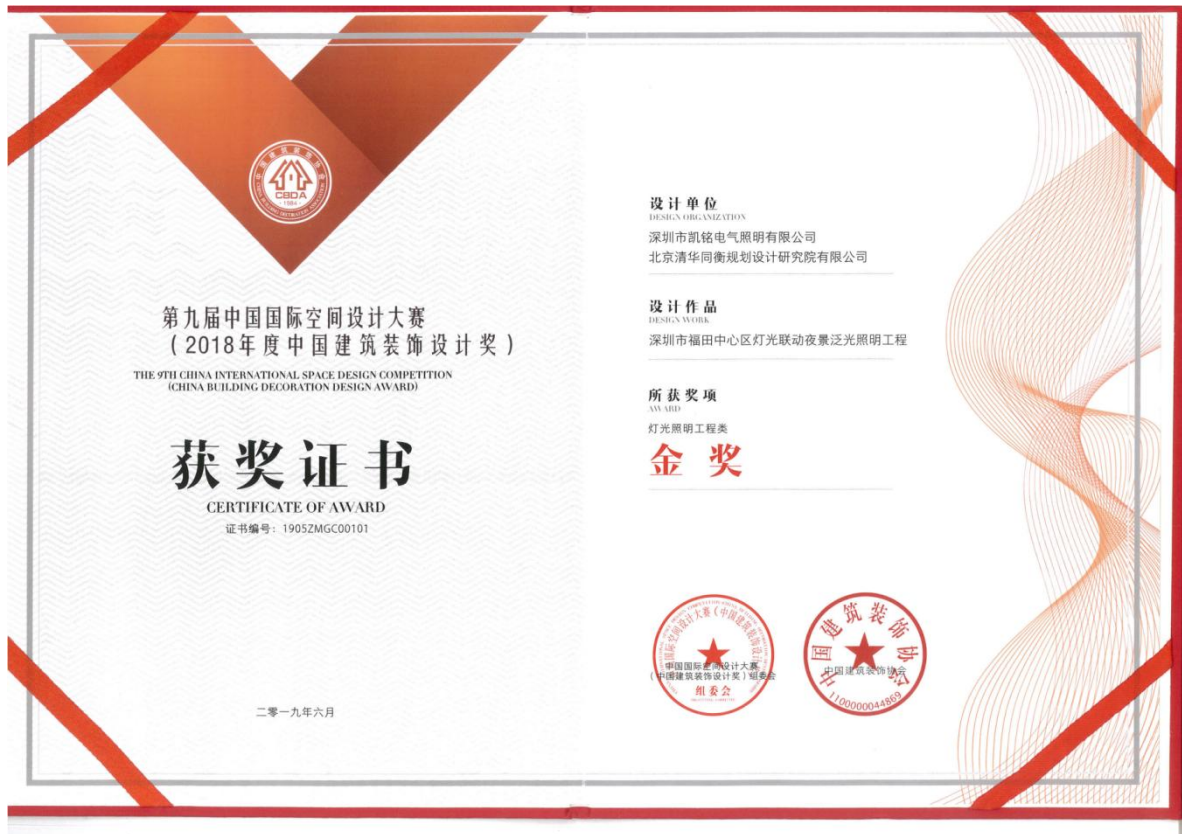 中国建筑装饰协会
CBDA
1984
第九届中国国际空间设计大赛
（2018年度中国建筑装饰设计奖）
THE 9TH CHINA INTERNATIONAL SPACE DESIGN COMPETITION
(CHINA BUILDING DECORATION DESIGN AWARD)
获奖证书
CERTIFICATE OF AWARD
证书编号：1905ZMGC00101
二零一九年六月
设计单位
DESIGN ORGANIZATION
深圳市凯铭电气照明有限公司
北京清华同衡规划设计研究院有限公司
设计作品
DESIGN WORK
深圳市福田中心区灯光联动夜景泛光照明工程
所获奖项
AWARD
灯光照明工程类
金奖
中国国际空间设计大赛
（中国建筑装饰设计奖）组委会
组委会
中国建筑装饰协会
中国建筑装饰协会
1100000044869